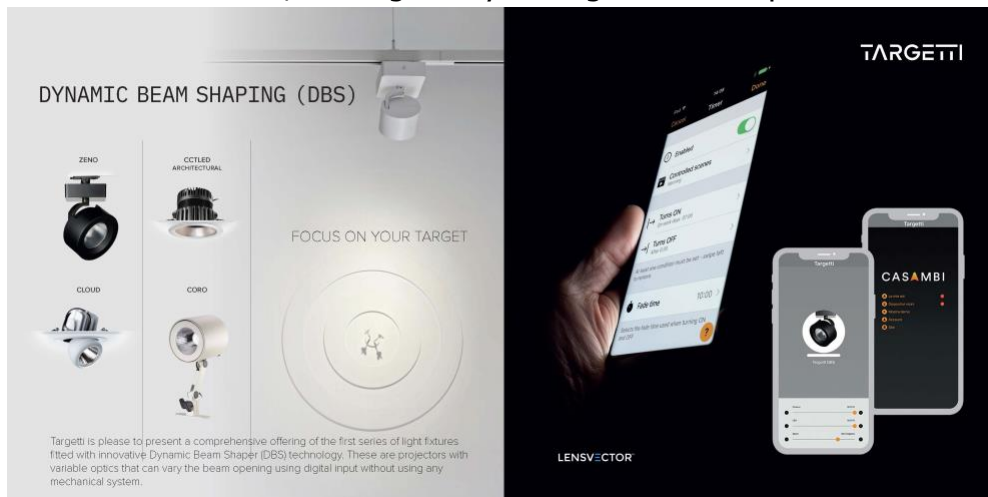 DYNAMIC BEAM SHAPING (DBS)
ZENO
CCTLED
ARCHITECTURAL
CLOUD
CORO
FOCUS ON YOUR TARGET
Targetti is please to present a comprehensive offering of the first series of light fixtures
fitted with innovative Dynamic Beam Shaper (DBS) technology. These are projectors with
variable optics that can vary the beam opening using digital input without using any
mechanical system.
TARGETTI
Cancel
Timer
Done
Enabled
Controlled scenes
Turns ON
Turns OFF
Fade time
10:00
?
Targetti
Targetti
CASAMBI
LENSVECTOR